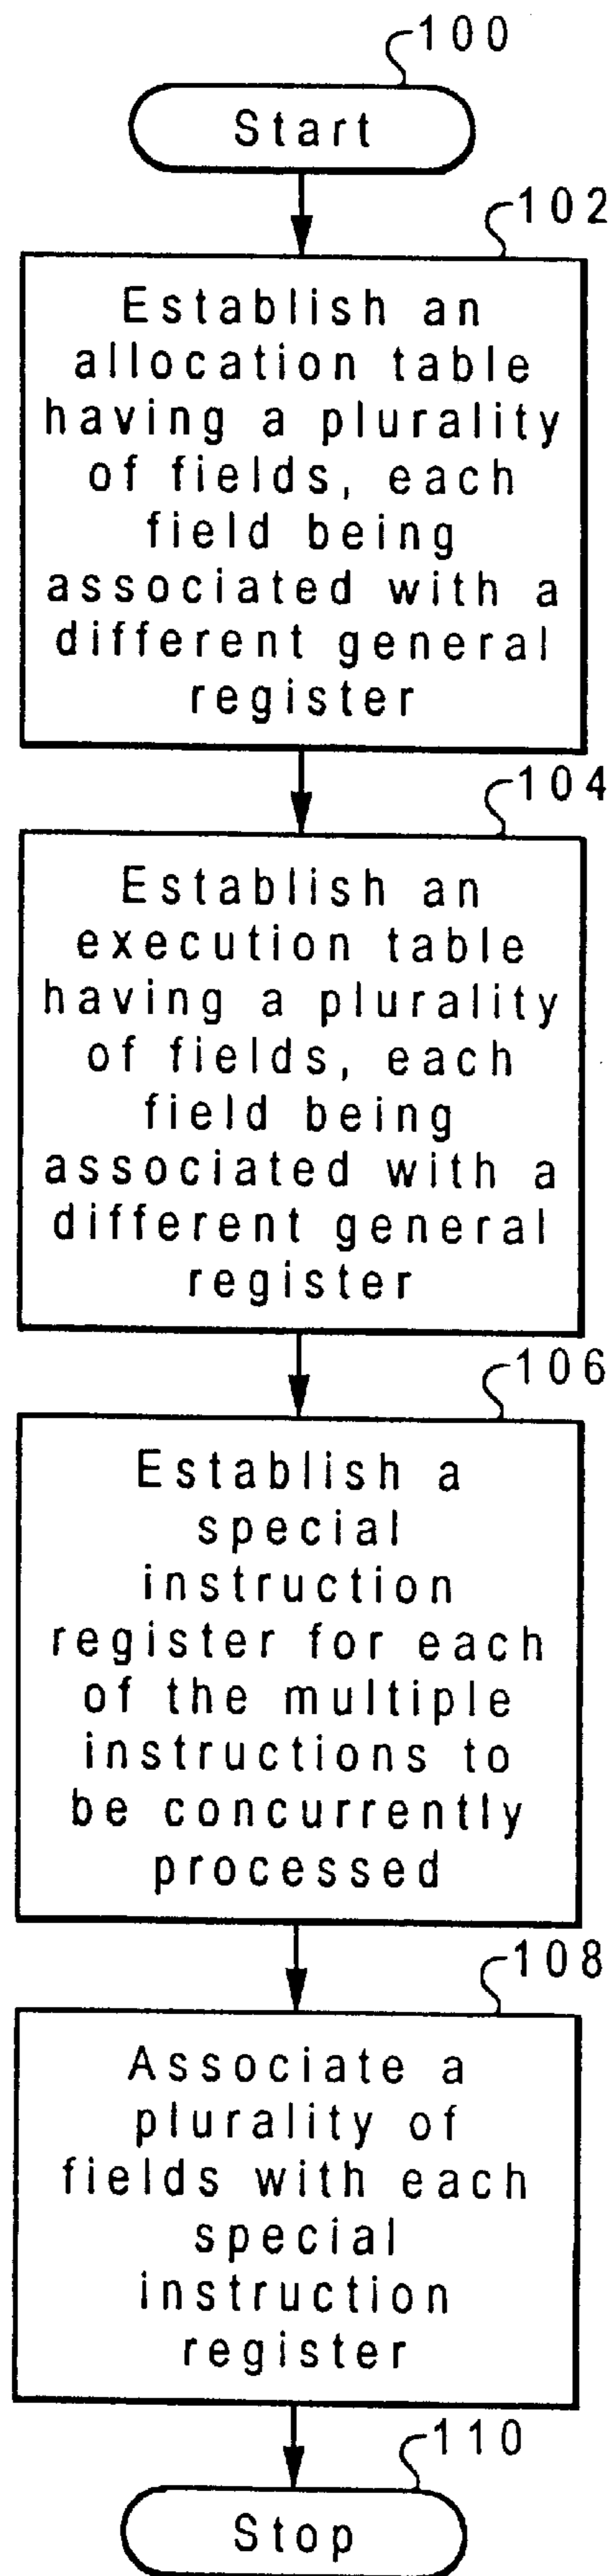 100
Start
102
Establish an
allocation table
having a plurality
of fields, each
field being
associated with a
different general
register
104
Establish an
execution table
having a plurality
of fields, each
field being
associated with a
different general
register
106
Establish a
special
instruction
register for each
of the multiple
instructions to
be concurrently
processed
108
Associate a
plurality of
fields with each
special
instruction
register
110
Stop